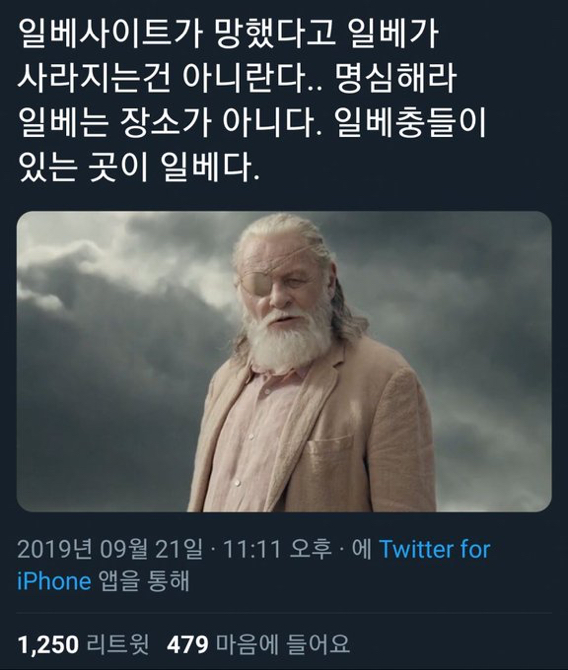 일베사이트가 망했다고 일베가
사라지는건 아니란다.. 명심해라
일베는 장소가 아니다. 일베충들이
있는 곳이 일베다.
2019년 09월 21일 · 11:11 오후 · 에 Twitter for
iPhone 앱을 통해
1,250 리트윗 479 마음에 들어요